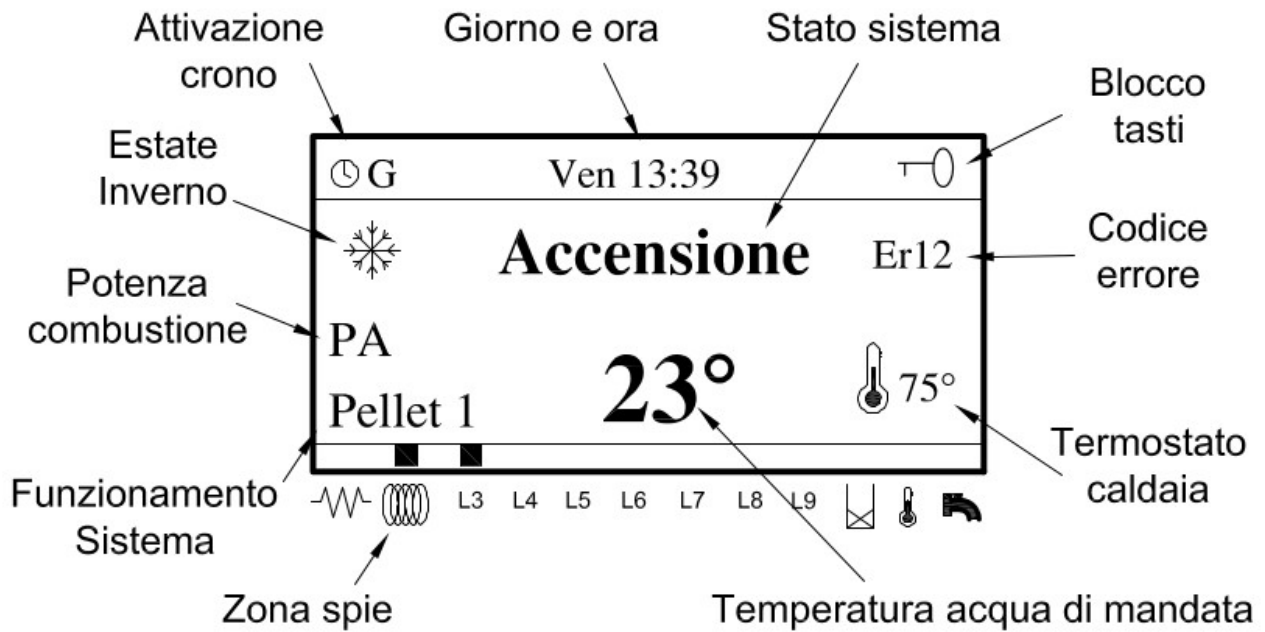 Attivazione
crono
Giorno e ora
Stato sistema
Blocco
tasti
Estate
Inverno
G
Ven 13:39
Accensione
Er12
Codice
errore
Potenza
combustione
PA
23°
75°
Pellet 1
Termostato
caldaia
Funzionamento
Sistema
L3 L4 L5 L6 L7 L8 L9
Zona spie
Temperatura acqua di mandata